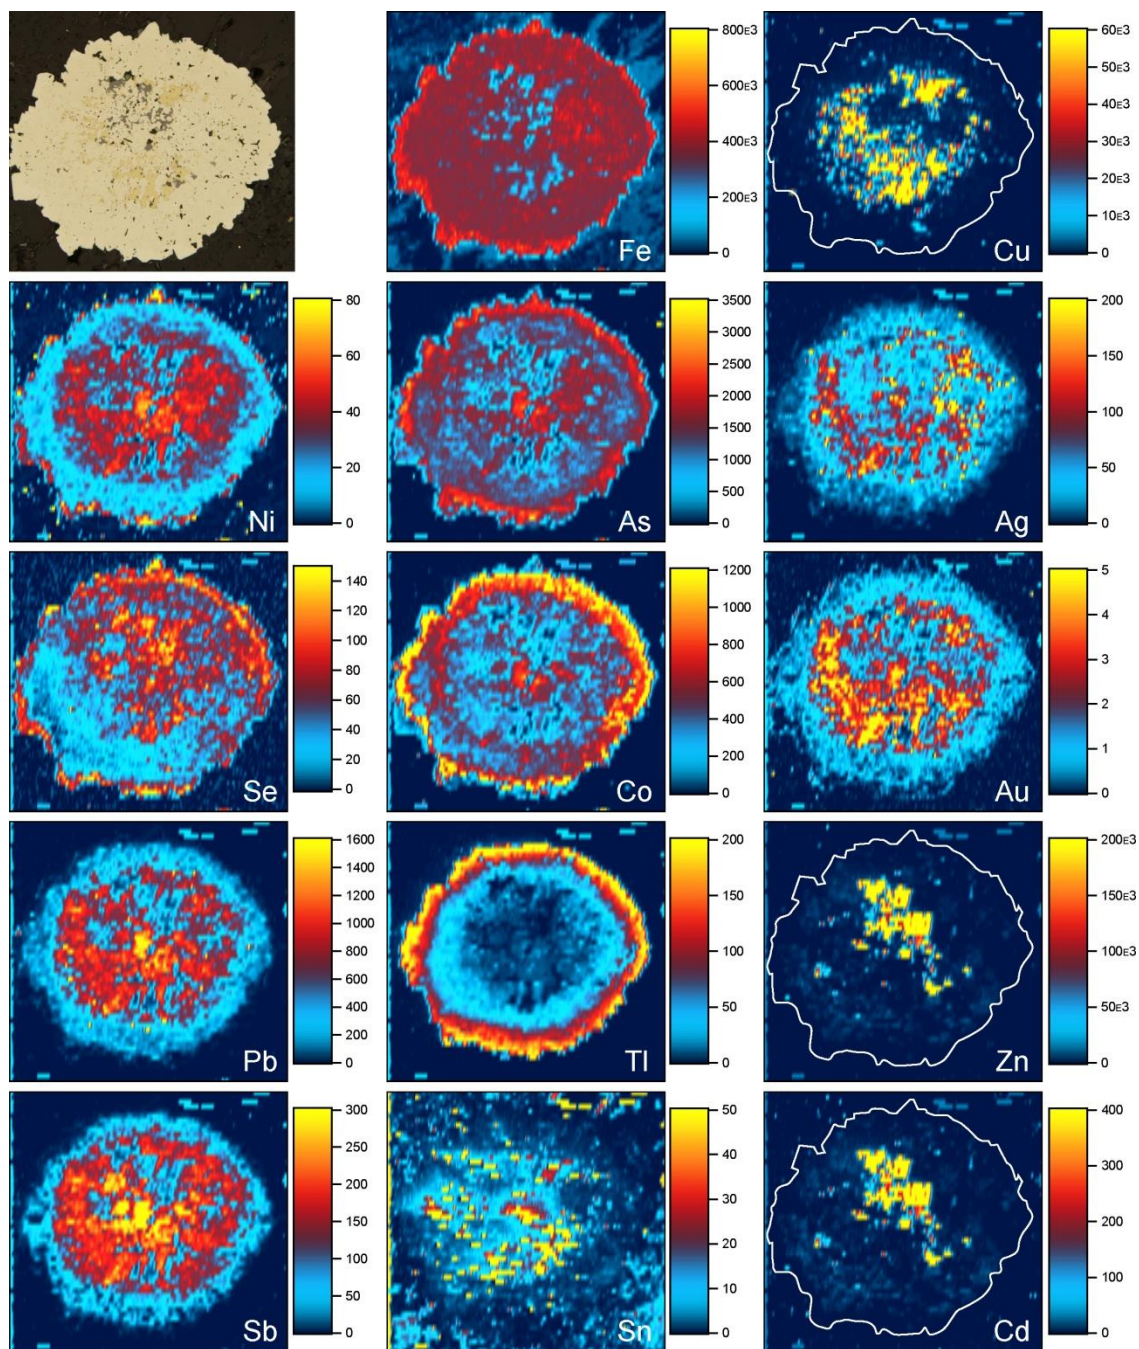 800E3
600E3
400E3
200E3
0
Fe
60E3
50E3
40E3
30E3
20E3
10E3
0
Cu
80
60
40
20
0
Ni
3500
3000
2500
2000
1500
1000
500
0
As
200
150
100
50
0
Ag
140
120
100
80
60
40
20
0
Se
1200
1000
800
600
400
200
0
Co
5
4
3
2
1
0
Au
1600
1400
1200
1000
800
600
400
200
0
Pb
200
150
100
50
0
Tl
200E3
150E3
100E3
50E3
0
Zn
300
250
200
150
100
50
0
Sb
50
40
30
20
10
0
Sn
400
300
200
100
0
Cd